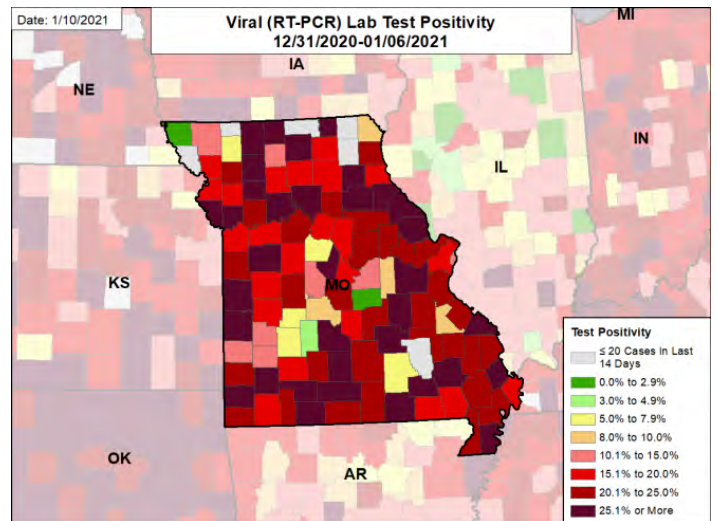 Date: 1/10/2021
Viral (RT-PCR) Lab Test Positivity
12/31/2020-01/06/2021
MI
IA
NE
IN
IL
KS
MO
OK
AR
Test Positivity
≤ 20 Cases in Last
14 Days
0.0% to 2.9%
3.0% to 4.9%
5.0% to 7.9%
8.0% to 10.0%
10.1% to 15.0%
15.1% to 20.0%
20.1% to 25.0%
25.1% or More